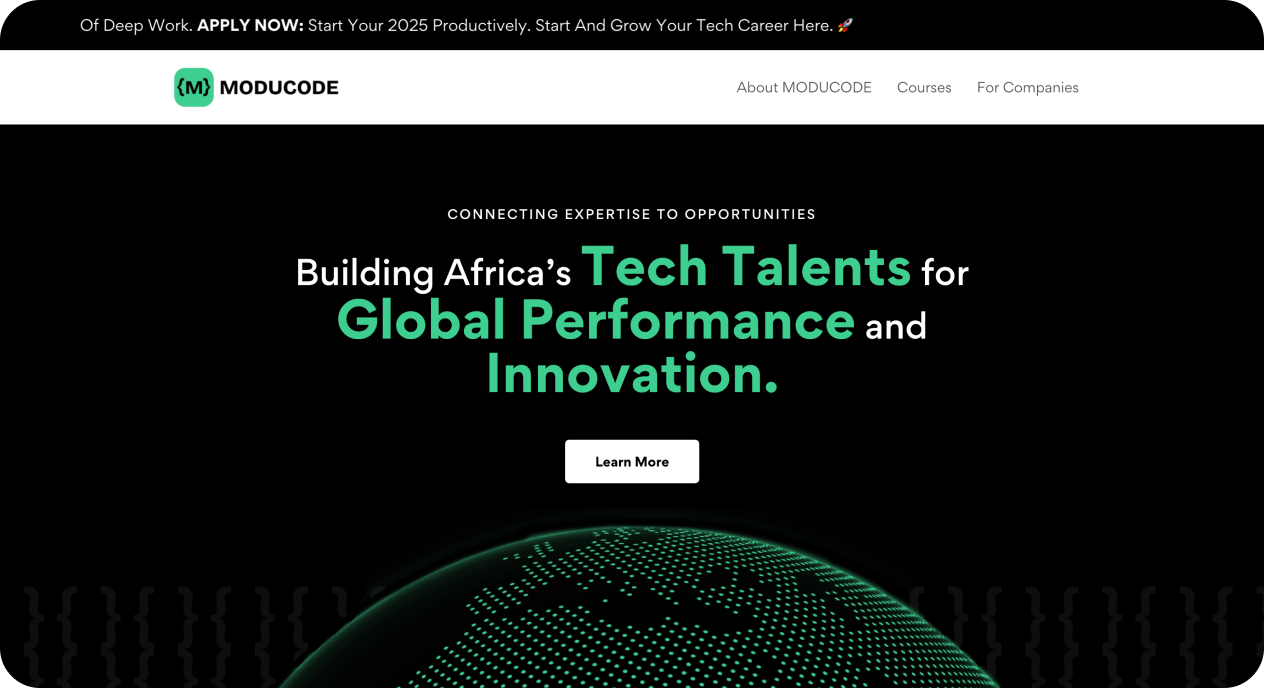 Of Deep Work. APPLY NOW: Start Your 2025 Productively. Start And Grow Your Tech Career Here. 🚀
{M} MODUCODE
About MODUCODE Courses For Companies
CONNECTING EXPERTISE TO OPPORTUNITIES
Building Africa’s Tech Talents for
Global Performance and
Innovation.
Learn More